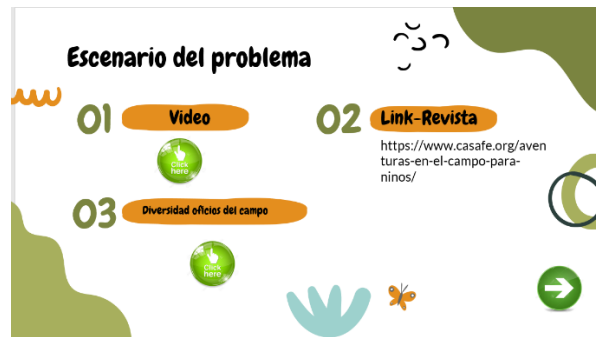 Escenario del problema
01
Video
Click
here
02
Link-Revista
https://www.casafe.org/aven
turas-en-el-campo-para-
ninos/
03
Diversidad oficios del campo
Click
here